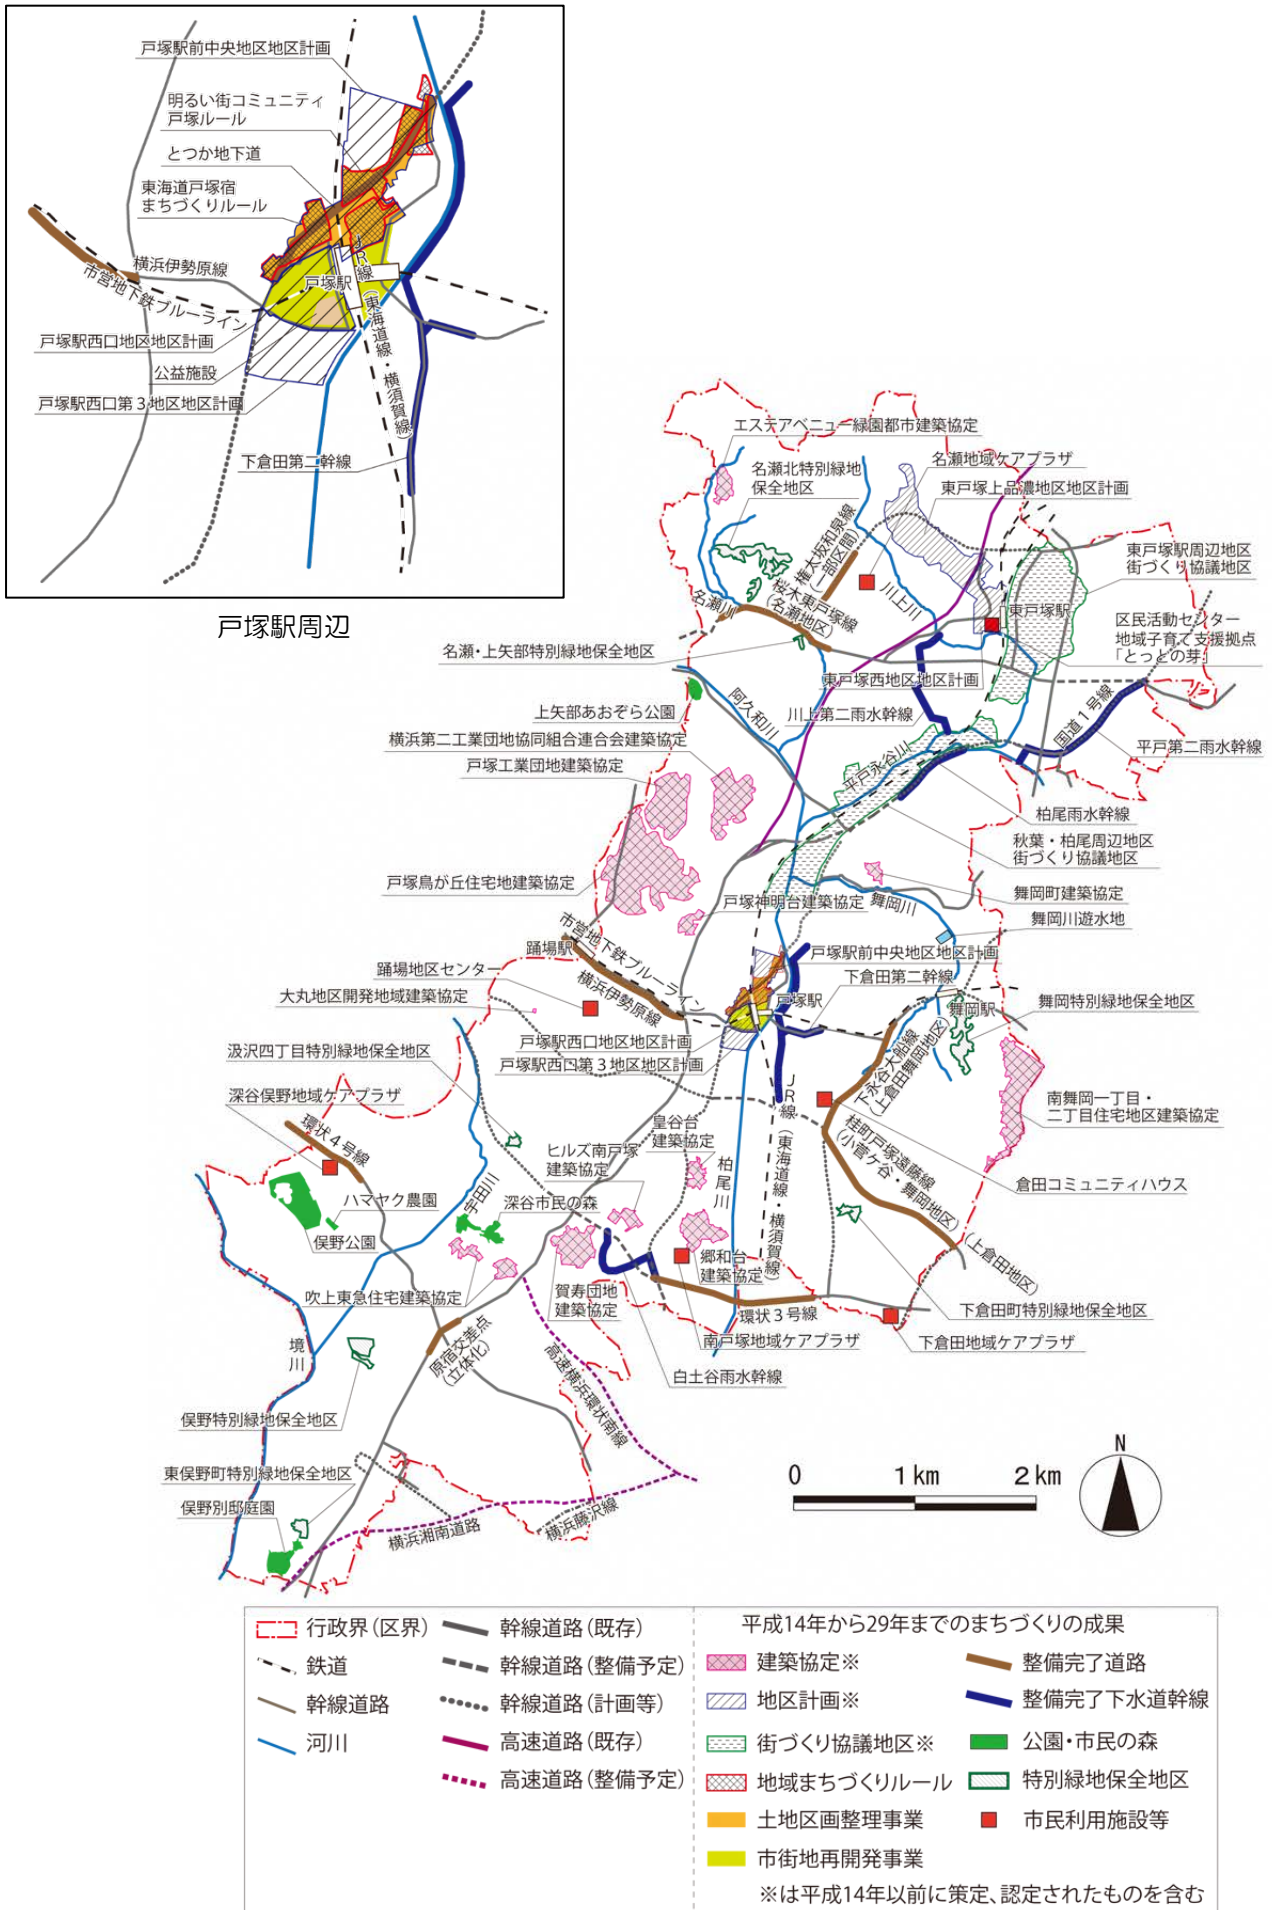 戸塚駅前中央地区地区計画
明るい街コミュニティ
戸塚ルール
とつか地下道
東海道戸塚宿
まちづくりルール
横浜伊勢原線
市営地下鉄ブルーライン
戸塚駅
JR線(東海道線・横須賀線)
戸塚駅西口地区地区計画
公益施設
戸塚駅西口第3地区地区計画
下倉田第二幹線
戸塚駅周辺
エステアベニュー緑園都市建築協定
名瀬北特別緑地
保全地区
名瀬地域ケアプラザ
東戸塚上品濃地区地区計画
権太坂和泉線
(一部区間)
桜木東戸塚線
(名瀬地区)
川上川
名瀬川
東戸塚駅周辺地区
街づくり協議地区
東戸塚駅
区民活動センター
地域子育て支援拠点
「とっとの芽」
名瀬・上矢部特別緑地保全地区
東戸塚西地区地区計画
上矢部あおぞら公園
阿久和川
川上第二雨水幹線
国道1号線
横浜第二工業団地協同組合連合会建築協定
平戸第二雨水幹線
戸塚工業団地建築協定
平戸永谷川
柏尾雨水幹線
秋葉・柏尾周辺地区
街づくり協議地区
戸塚鳥が丘住宅地建築協定
戸塚神明台建築協定
舞岡川
舞岡町建築協定
舞岡川遊水地
市営地下鉄ブルーライン
踊場駅
戸塚駅前中央地区地区計画
踊場地区センター
横浜伊勢原線
下倉田第二幹線
大丸地区開発地域建築協定
戸塚駅
舞岡駅
舞岡特別緑地保全地区
戸塚駅西口地区地区計画
戸塚駅西口第3地区地区計画
下永谷大船線
(上倉田舞岡地区)
汲沢四丁目特別緑地保全地区
深谷俣野地域ケアプラザ
JR線(東海道線・横須賀線)
南舞岡一丁目・
二丁目住宅地区建築協定
環状4号線
皇谷台
建築協定
ヒルズ南戸塚
建築協定
柏尾川
桂町戸塚遠藤線
(小菅ケ谷・舞岡地区)
(上倉田地区)
倉田コミュニティハウス
ハマヤク農園
宇田川
深谷市民の森
俣野公園
郷和台
建築協定
吹上東急住宅建築協定
賀寿団地
建築協定
環状3号線
下倉田町特別緑地保全地区
原宿交差点
(立体化)
南戸塚地域ケアプラザ
下倉田地域ケアプラザ
境川
高速横浜環状南線
白土谷雨水幹線
俣野特別緑地保全地区
東俣野町特別緑地保全地区
俣野別邸庭園
横浜湘南道路
横浜藤沢線
0 1km 2km
N
行政界(区界)
鉄道
幹線道路
河川
幹線道路(既存)
幹線道路(整備予定)
幹線道路(計画等)
高速道路(既存)
高速道路(整備予定)
平成14年から29年までのまちづくりの成果
建築協定※
地区計画※
街づくり協議地区※
地域まちづくりルール
土地区画整理事業
市街地再開発事業
整備完了道路
整備完了下水道幹線
公園・市民の森
特別緑地保全地区
市民利用施設等
※は平成14年以前に策定、認定されたものを含む